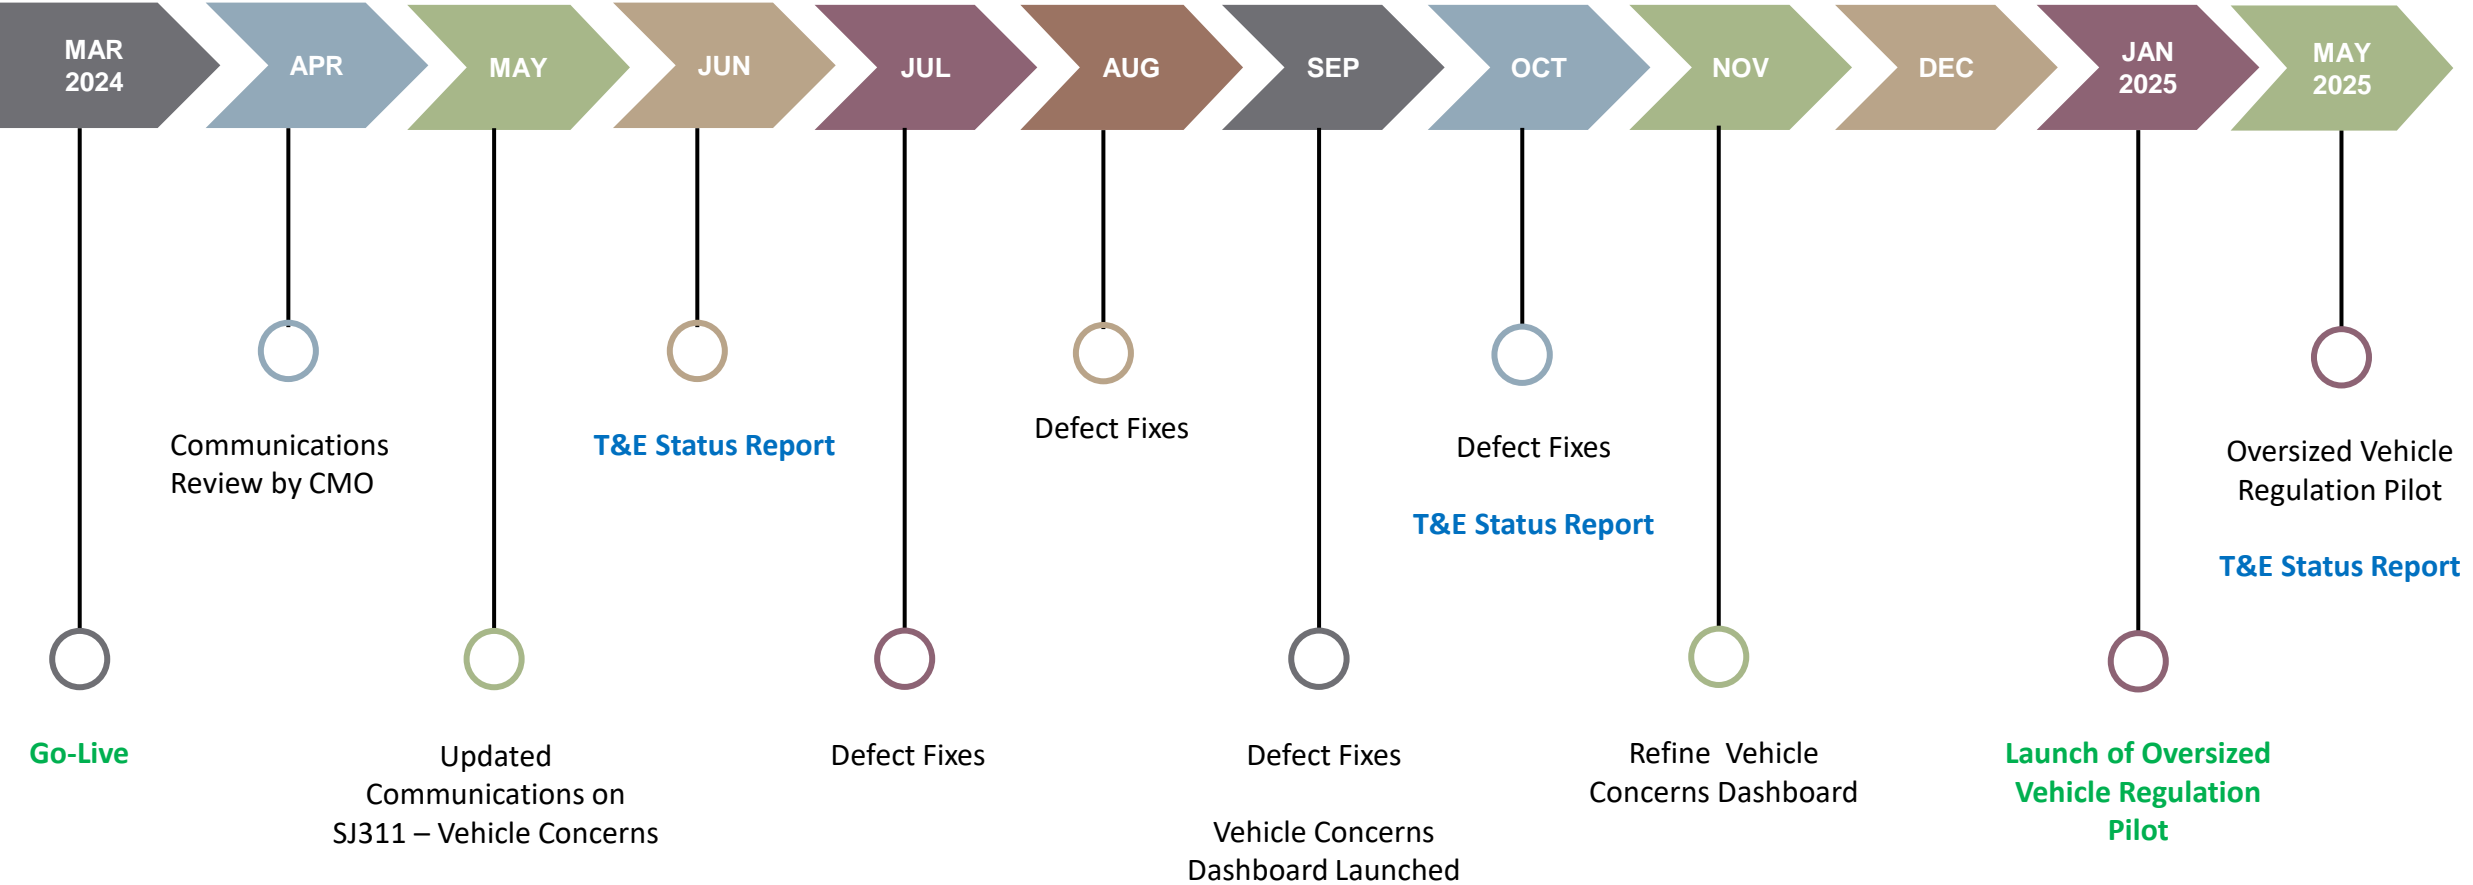 MAR
2024
APR
MAY
JUN
JUL
AUG
SEP
OCT
NOV
DEC
JAN
2025
MAY
2025
Communications
Review by CMO
T&E Status Report
Defect Fixes
Defect Fixes
T&E Status Report
Oversized Vehicle
Regulation Pilot
T&E Status Report
Go-Live
Updated
Communications on
SJ311 – Vehicle Concerns
Defect Fixes
Defect Fixes
Vehicle Concerns
Dashboard Launched
Refine  Vehicle
Concerns Dashboard
Launch of Oversized
Vehicle Regulation
Pilot